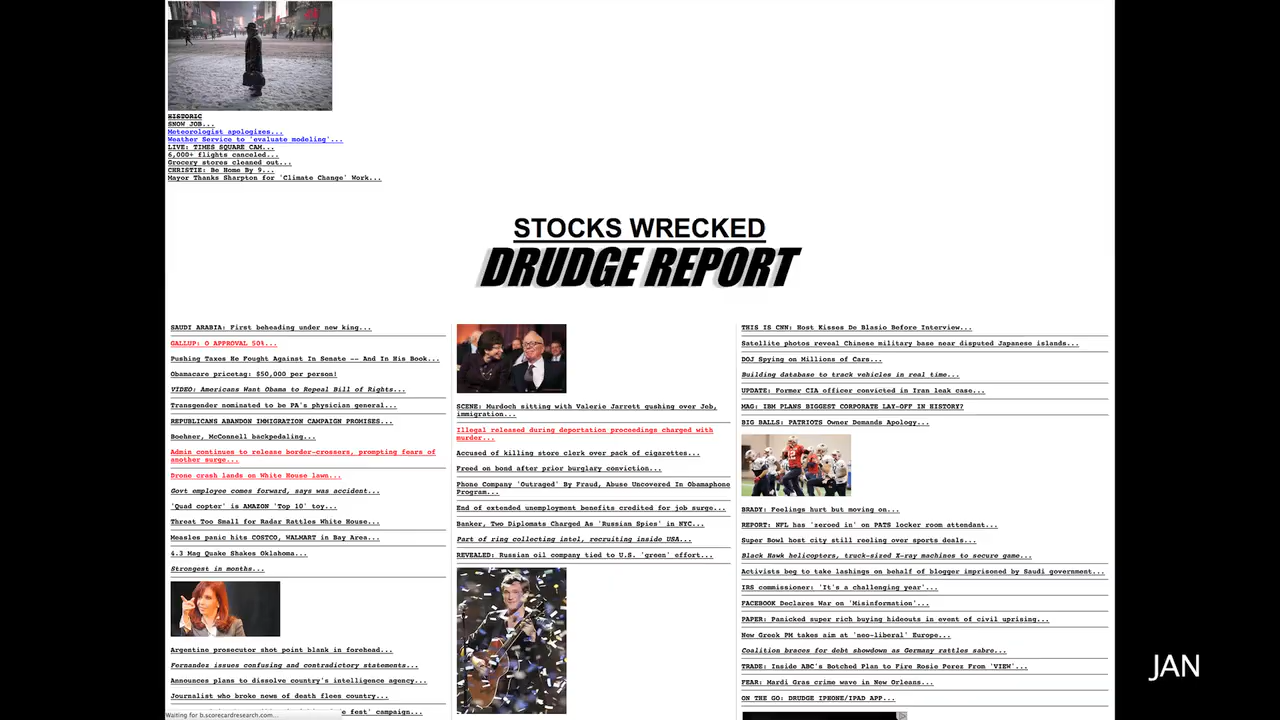 HISTORIC
SNOW JOB...
Meteorologist apologizes...
Weather Service to 'evaluate modeling'...
LIVE: TIMES SQUARE CAM...
6,000+ flights canceled...
Grocery stores cleaned out...
CHRISTIE: Be Home By 9...
Mayor Thanks Sharpton for 'Climate Change' Work...
STOCKS WRECKED
DRUDGE REPORT
SAUDI ARABIA: First beheading under new king...
GALLUP: O APPROVAL 50%...
Pushing Taxes He Fought Against In Senate -- And In His Book...
Obamacare pricetag: $50,000 per person!
VIDEO: Americans Want Obama to Repeal Bill of Rights...
Transgender nominated to be PA's physician general...
REPUBLICANS ABANDON IMMIGRATION CAMPAIGN PROMISES...
Boehner, McConnell backpedaling...
Admin continues to release border-crossers, prompting fears of
another surge...
Drone crash lands on White House lawn...
Govt employee comes forward, says was accident...
'Quad copter' is AMAZON 'Top 10' toy...
Threat Too Small for Radar Rattles White House...
Measles panic hits COSTCO, WALMART in Bay Area...
4.3 Mag Quake Shakes Oklahoma...
Strongest in months...
Argentine prosecutor shot point blank in forehead...
Fernandez issues confusing and contradictory statements...
Announces plans to dissolve country's intelligence agency...
Journalist who broke news of death flees country...
fest' campaign...
Waiting for b.scorecardresearch.com...
SCENE: Murdoch sitting with Valerie Jarrett gushing over Jeb,
immigration...
Illegal released during deportation proceedings charged with
murder...
Accused of killing store clerk over pack of cigarettes...
Freed on bond after prior burglary conviction...
Phone Company 'Outraged' By Fraud, Abuse Uncovered In Obamaphone
Program...
End of extended unemployment benefits credited for job surge...
Banker, Two Diplomats Charged As 'Russian Spies' in NYC...
Part of ring collecting intel, recruiting inside USA...
REVEALED: Russian oil company tied to U.S. 'green' effort...
THIS IS CNN: Host Kisses De Blasio Before Interview...
Satellite photos reveal Chinese military base near disputed Japanese islands...
DOJ Spying on Millions of Cars...
Building database to track vehicles in real time...
UPDATE: Former CIA officer convicted in Iran leak case...
MAG: IBM PLANS BIGGEST CORPORATE LAY-OFF IN HISTORY?
BIG BALLS: PATRIOTS Owner Demands Apology...
BRADY: Feelings hurt but moving on...
REPORT: NFL has 'zeroed in' on PATS locker room attendant...
Super Bowl host city still reeling over sports deals...
Black Hawk helicopters, truck-sized X-ray machines to secure game...
Activists beg to take lashings on behalf of blogger imprisoned by Saudi government...
IRS commissioner: 'It's a challenging year'...
FACEBOOK Declares War on 'Misinformation'...
PAPER: Panicked super rich buying hideouts in event of civil uprising...
New Greek PM takes aim at 'neo-liberal' Europe...
Coalition braces for debt showdown as Germany rattles sabre...
TRADE: Inside ABC's Botched Plan to Fire Rosie Perez From 'VIEW'...
FEAR: Mardi Gras crime wave in New Orleans...
ON THE GO: DRUDGE IPHONE/IPAD APP...
JAN